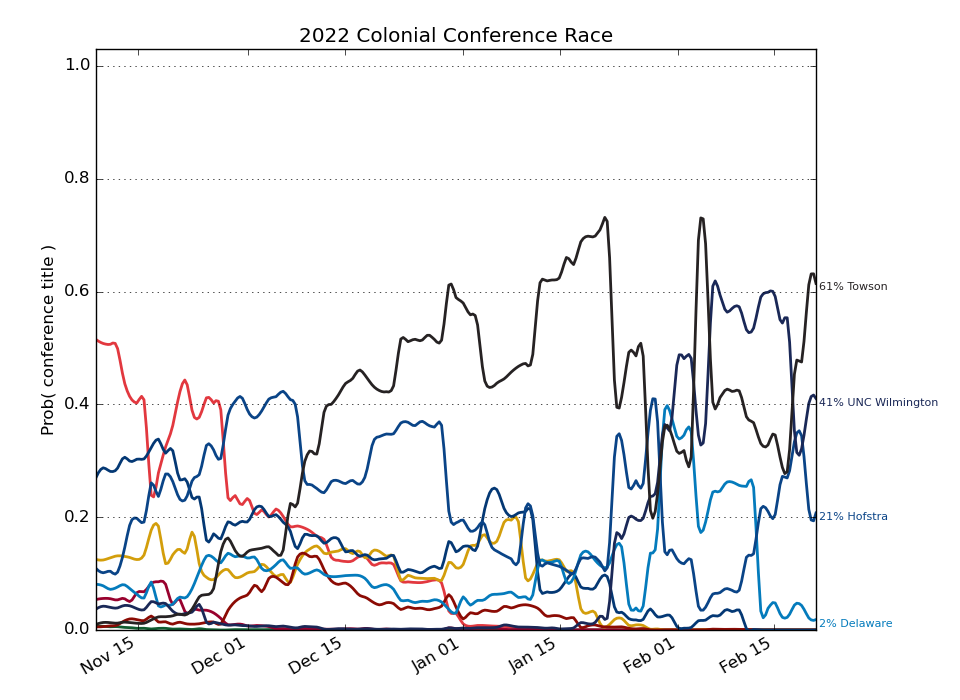 2022 Colonial Conference Race
Prob( conference title )
1.0
0.8
0.6
0.4
0.2
0.0
61% Towson
41% UNC Wilmington
21% Hofstra
2% Delaware
Nov 15
Dec 01
Dec 15
Jan 01
Jan 15
Feb 01
Feb 15